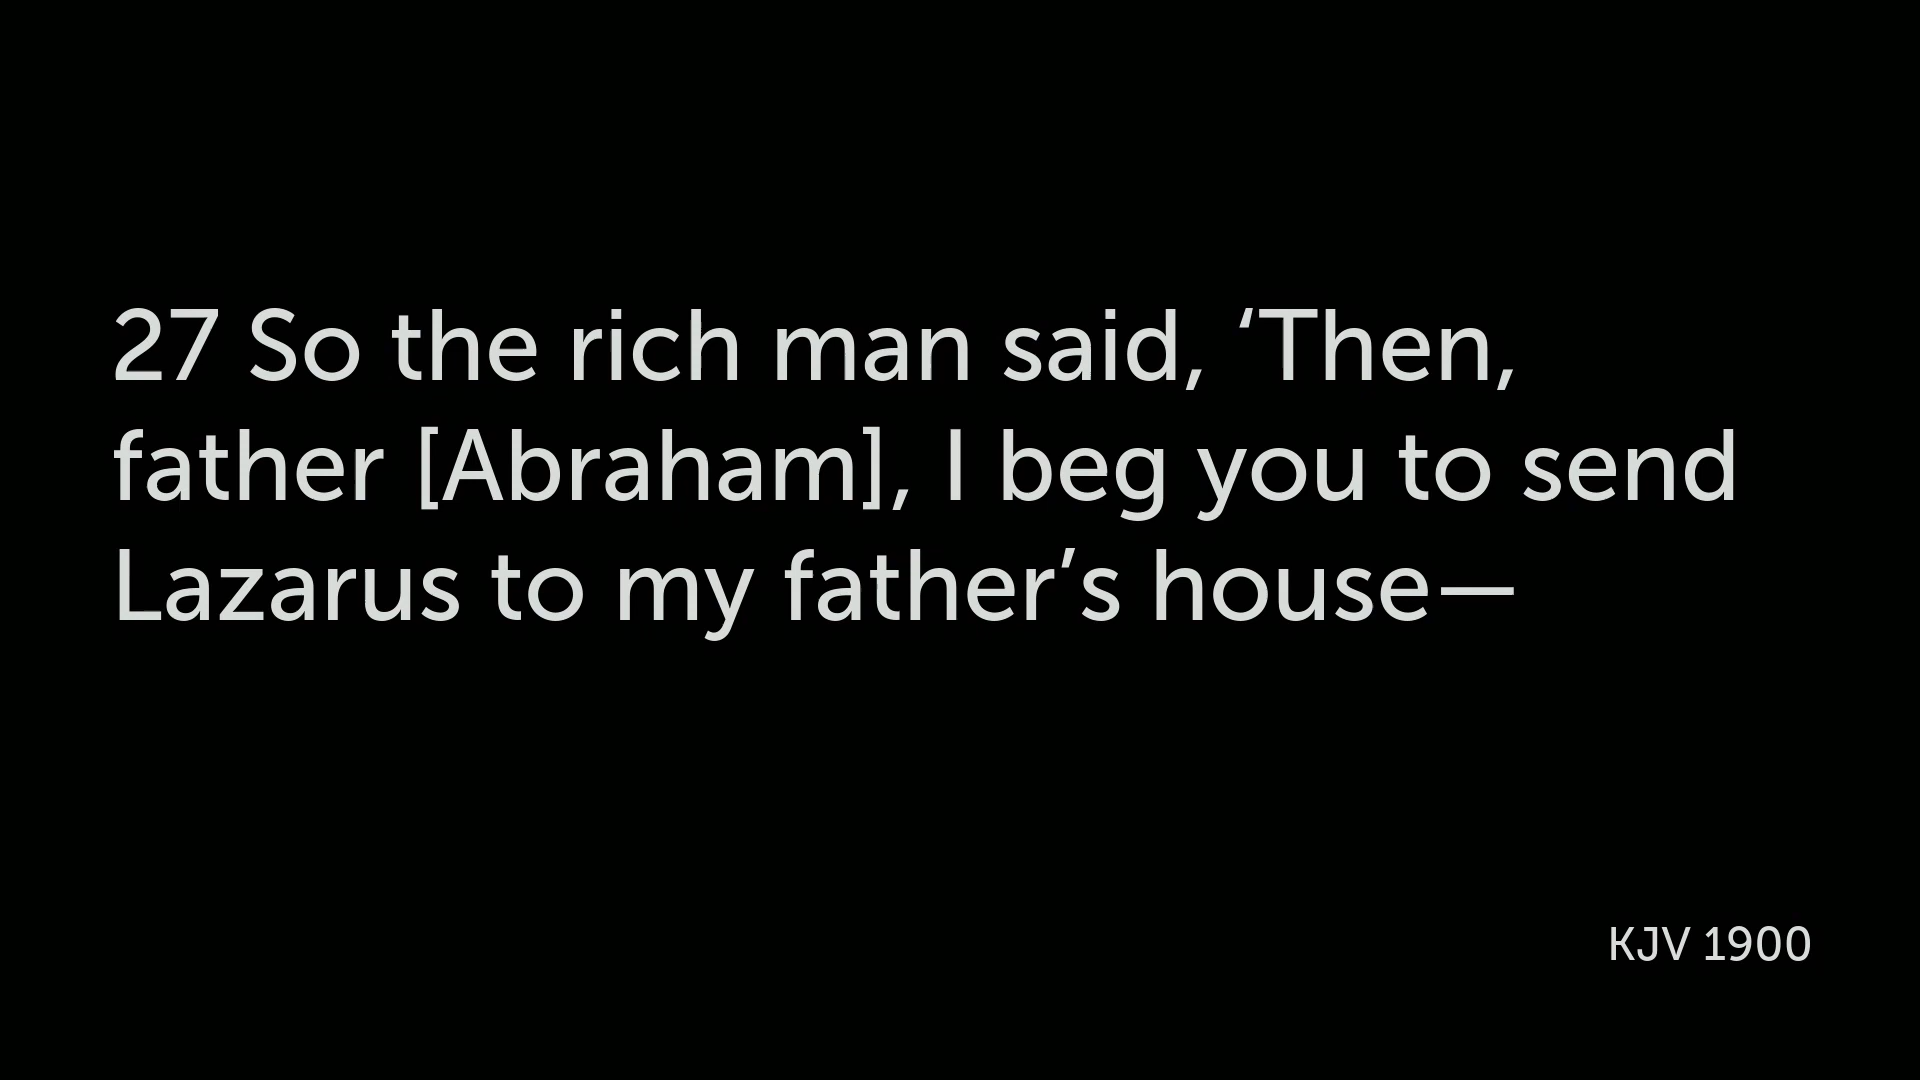 27 So the rich man said, ‘Then,
father [Abraham], I beg you to send
Lazarus to my father’s house—
KJV 1900